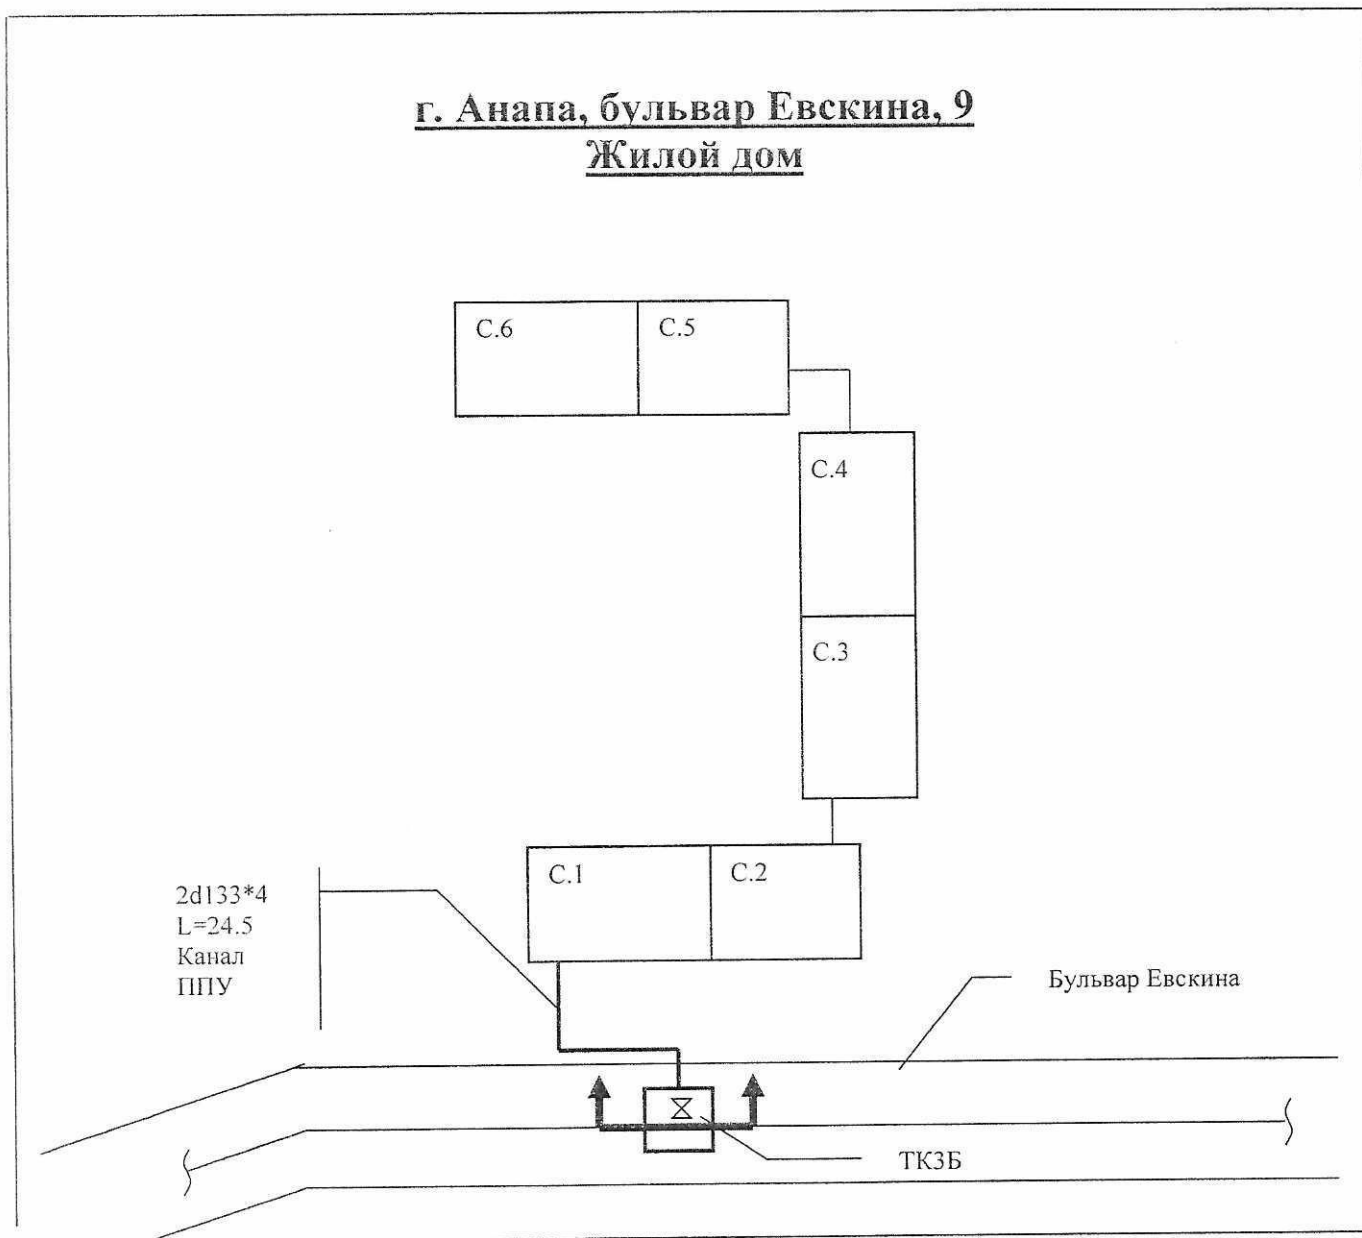 г. Анапа, бульвар Евскина, 9
Жилой дом
С.6
С.5
С.4
С.3
С.1
С.2
2d133*4
L=24.5
Канал
ППУ
Бульвар Евскина
ТК3Б